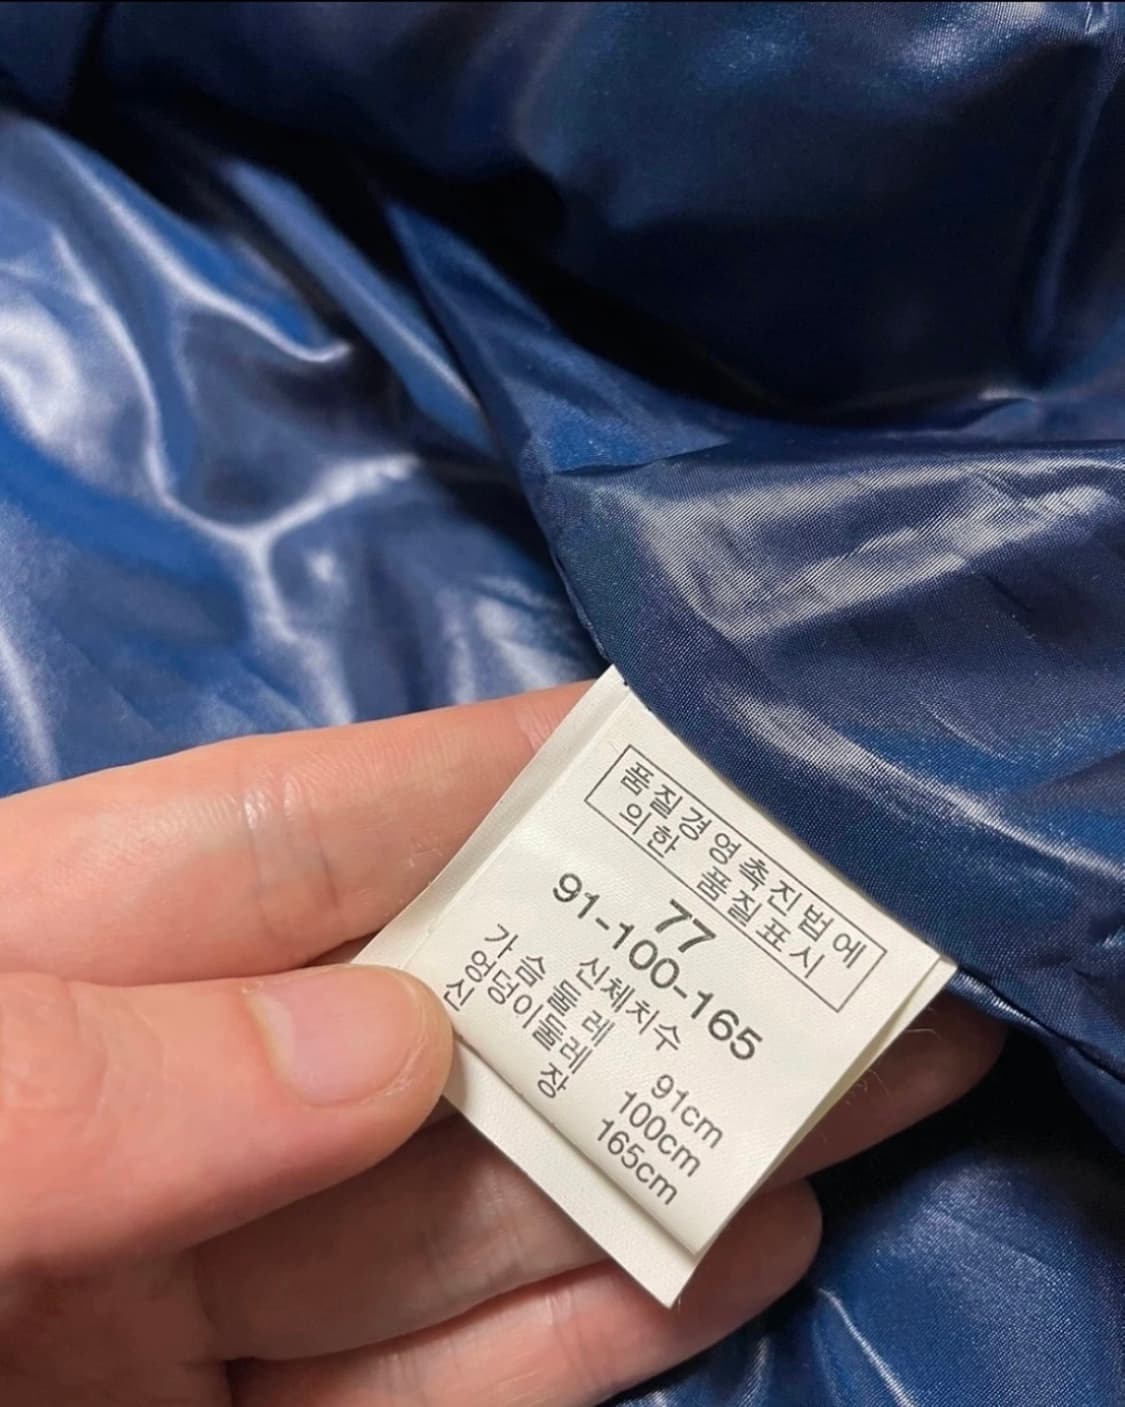 품질경영촉진법에
의한 품질표시
77
91-100-165
신체치수
가슴둘레 91cm
엉덩이둘레 100cm
신장 165cm